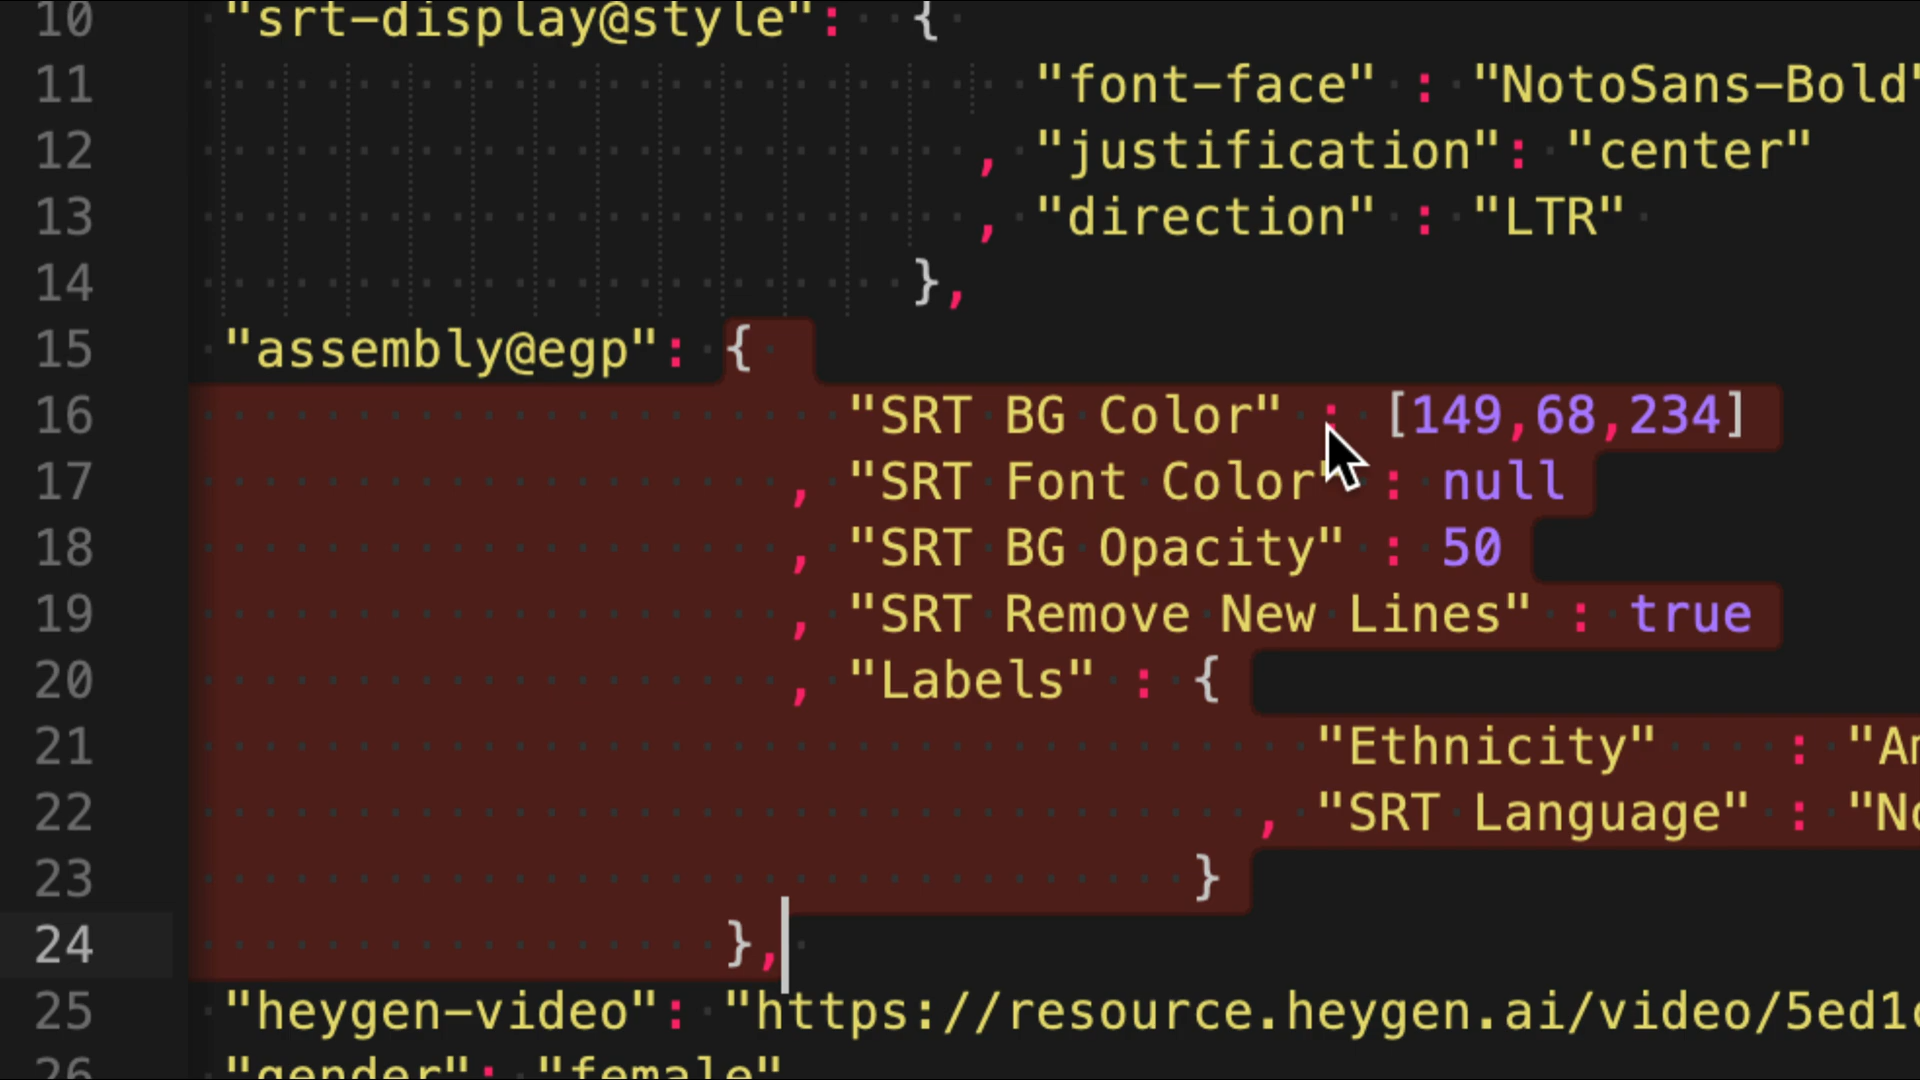 10 "srt-display@style": {
11 "font-face" : "NotoSans-Bold"
12 , "justification": "center"
13 , "direction" : "LTR"
14 },
15 "assembly@egp": {
16 "SRT BG Color" : [149,68,234]
17 , "SRT Font Color" : null
18 , "SRT BG Opacity" : 50
19 , "SRT Remove New Lines" : true
20 , "Labels" : {
21 "Ethnicity" :
22 , "SRT Language" :
23 }
24 },
25 "heygen-video": "https://resource.heygen.ai/video/5ed1
26 "gender": "female"